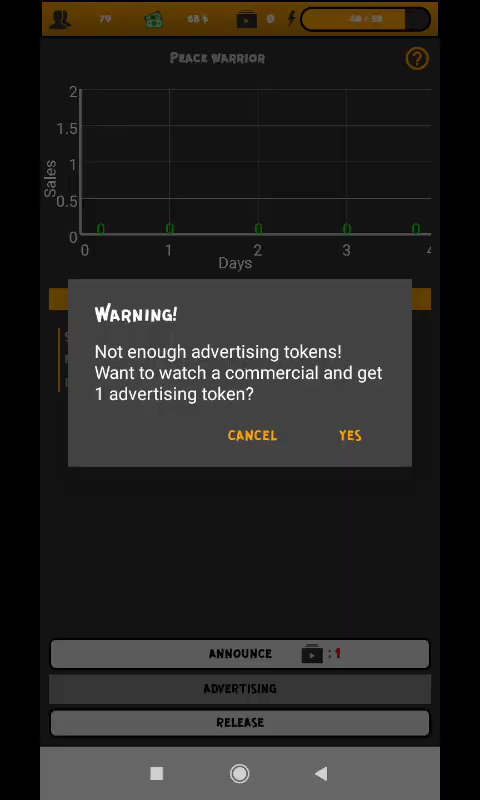 79 68 $ 0 40 / 50
Peace warrior
?
2
1.5
1
0.5
0
Sales
0 0 0 0 0
0 1 2 3 4
Days
Warning!
Not enough advertising tokens!
Want to watch a commercial and get
1 advertising token?
CANCEL YES
ANNOUNCE : 1
ADVERTISING
RELEASE